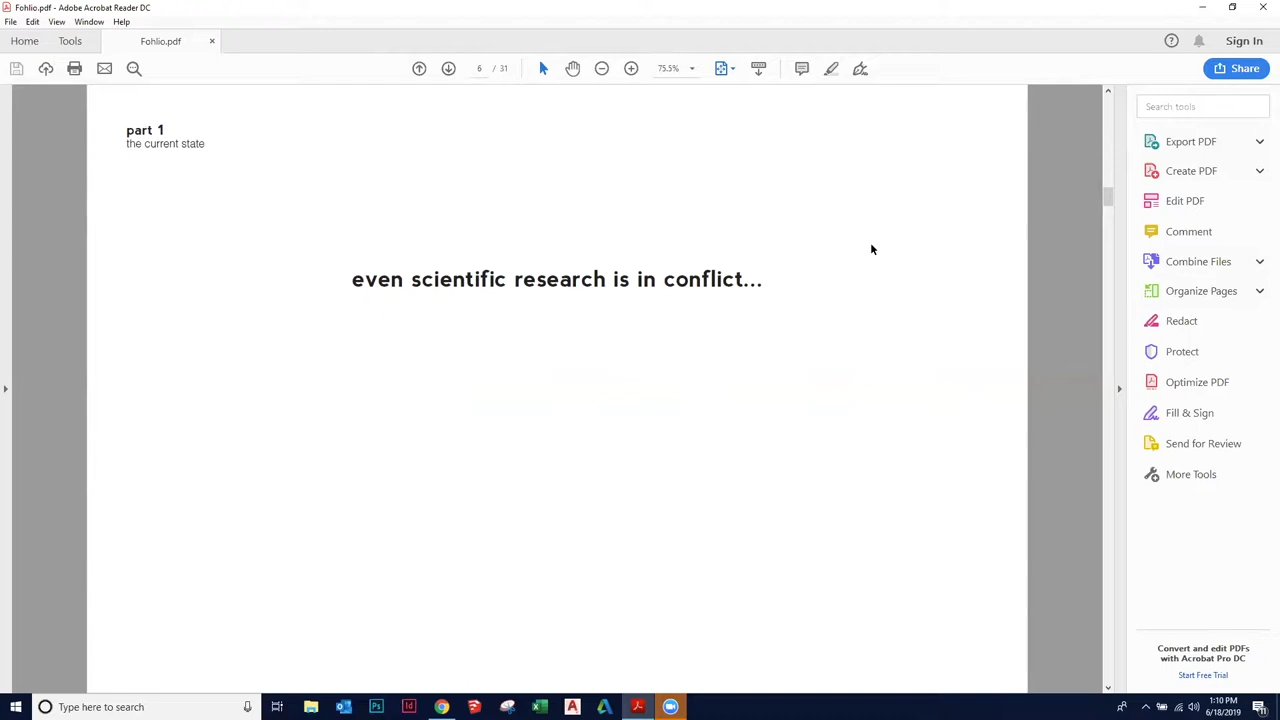 Fohlio.pdf - Adobe Acrobat Reader DC
File Edit View Window Help
Home Tools Fohlio.pdf × Sign In
6 / 31 75.5% Share
part 1
the current state
even scientific research is in conflict...
Search tools
Export PDF
Create PDF
Edit PDF
Comment
Combine Files
Organize Pages
Redact
Protect
Optimize PDF
Fill & Sign
Send for Review
More Tools
Convert and edit PDFs
with Acrobat Pro DC
Start Free Trial
Type here to search
1:10 PM
6/18/2019